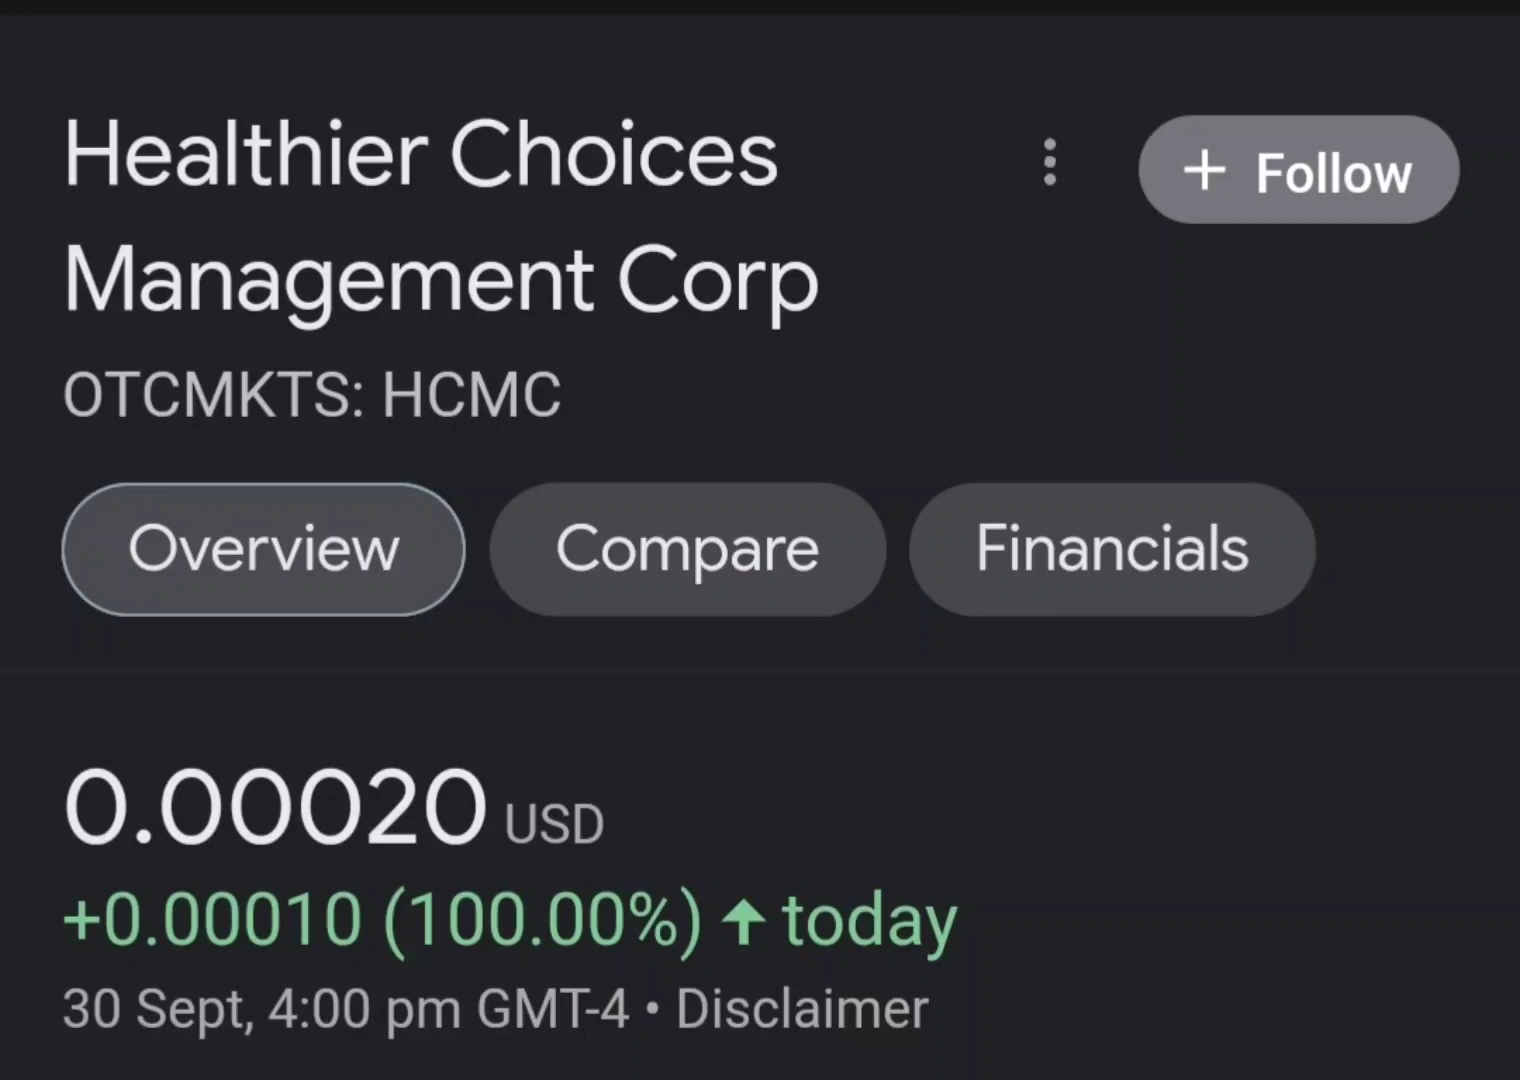 Healthier Choices
Management Corp
+ Follow
OTCMKTS: HCMC
Overview
Compare
Financials
0.00020 USD
+0.00010 (100.00%) ↑ today
30 Sept, 4:00 pm GMT-4 • Disclaimer